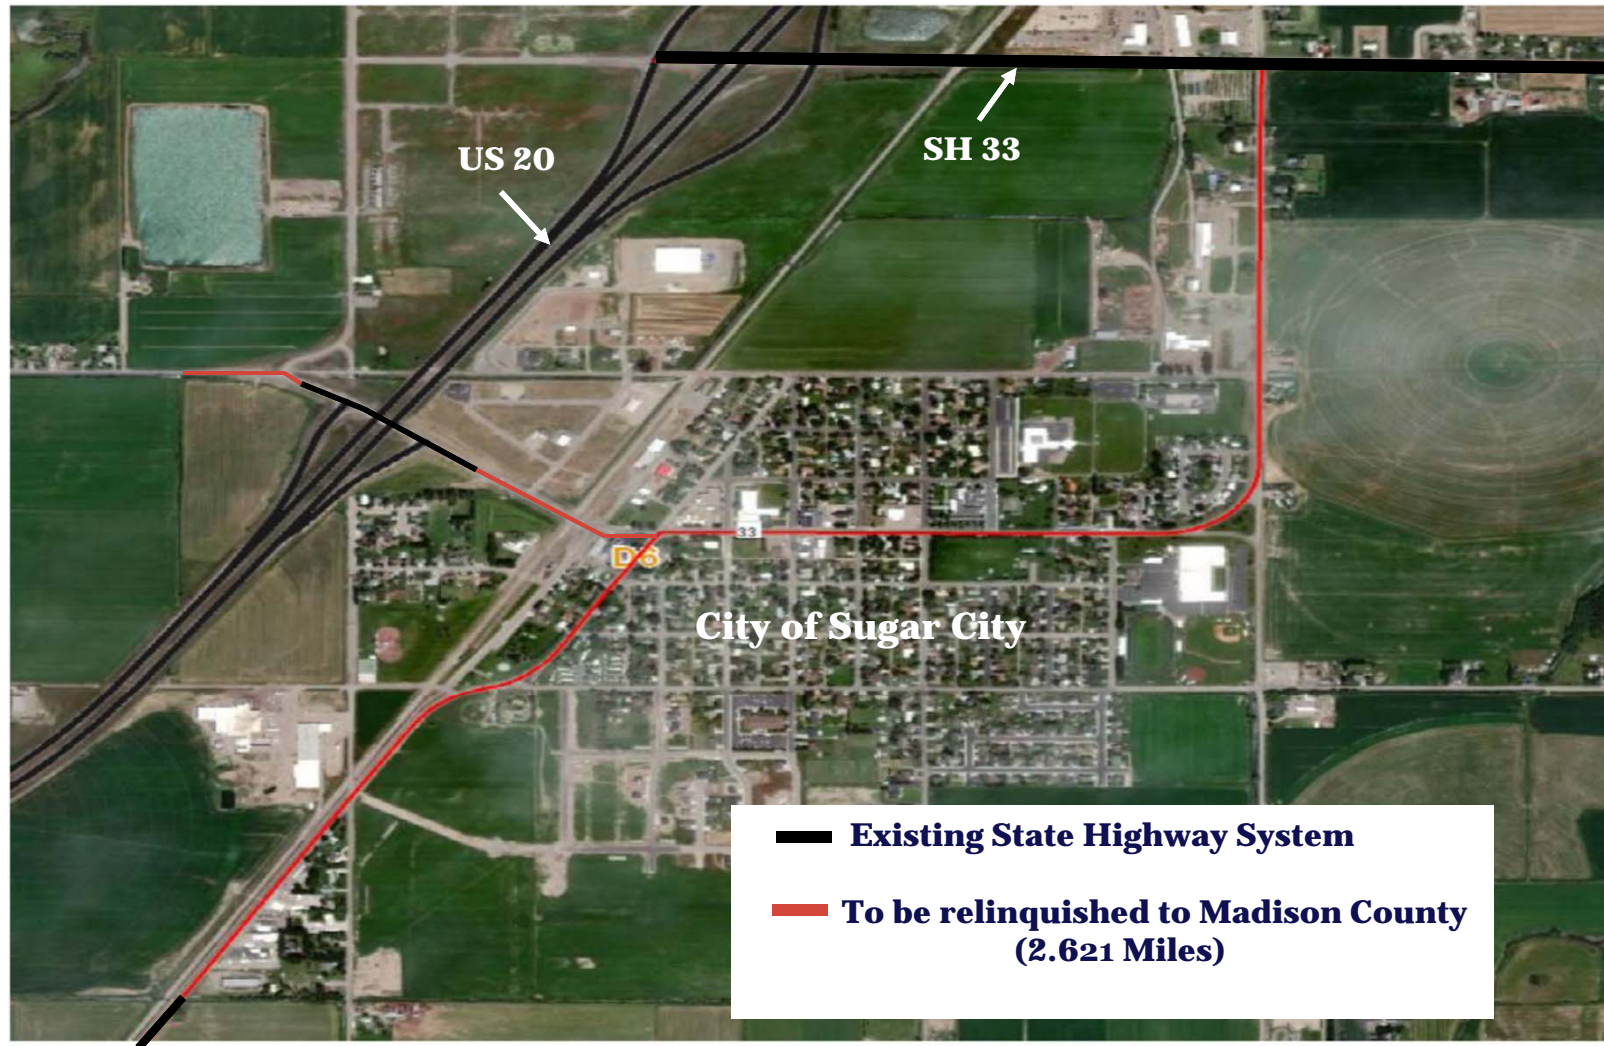 US 20
SH 33
33
D6
City of Sugar City
Existing State Highway System
To be relinquished to Madison County
(2.621 Miles)